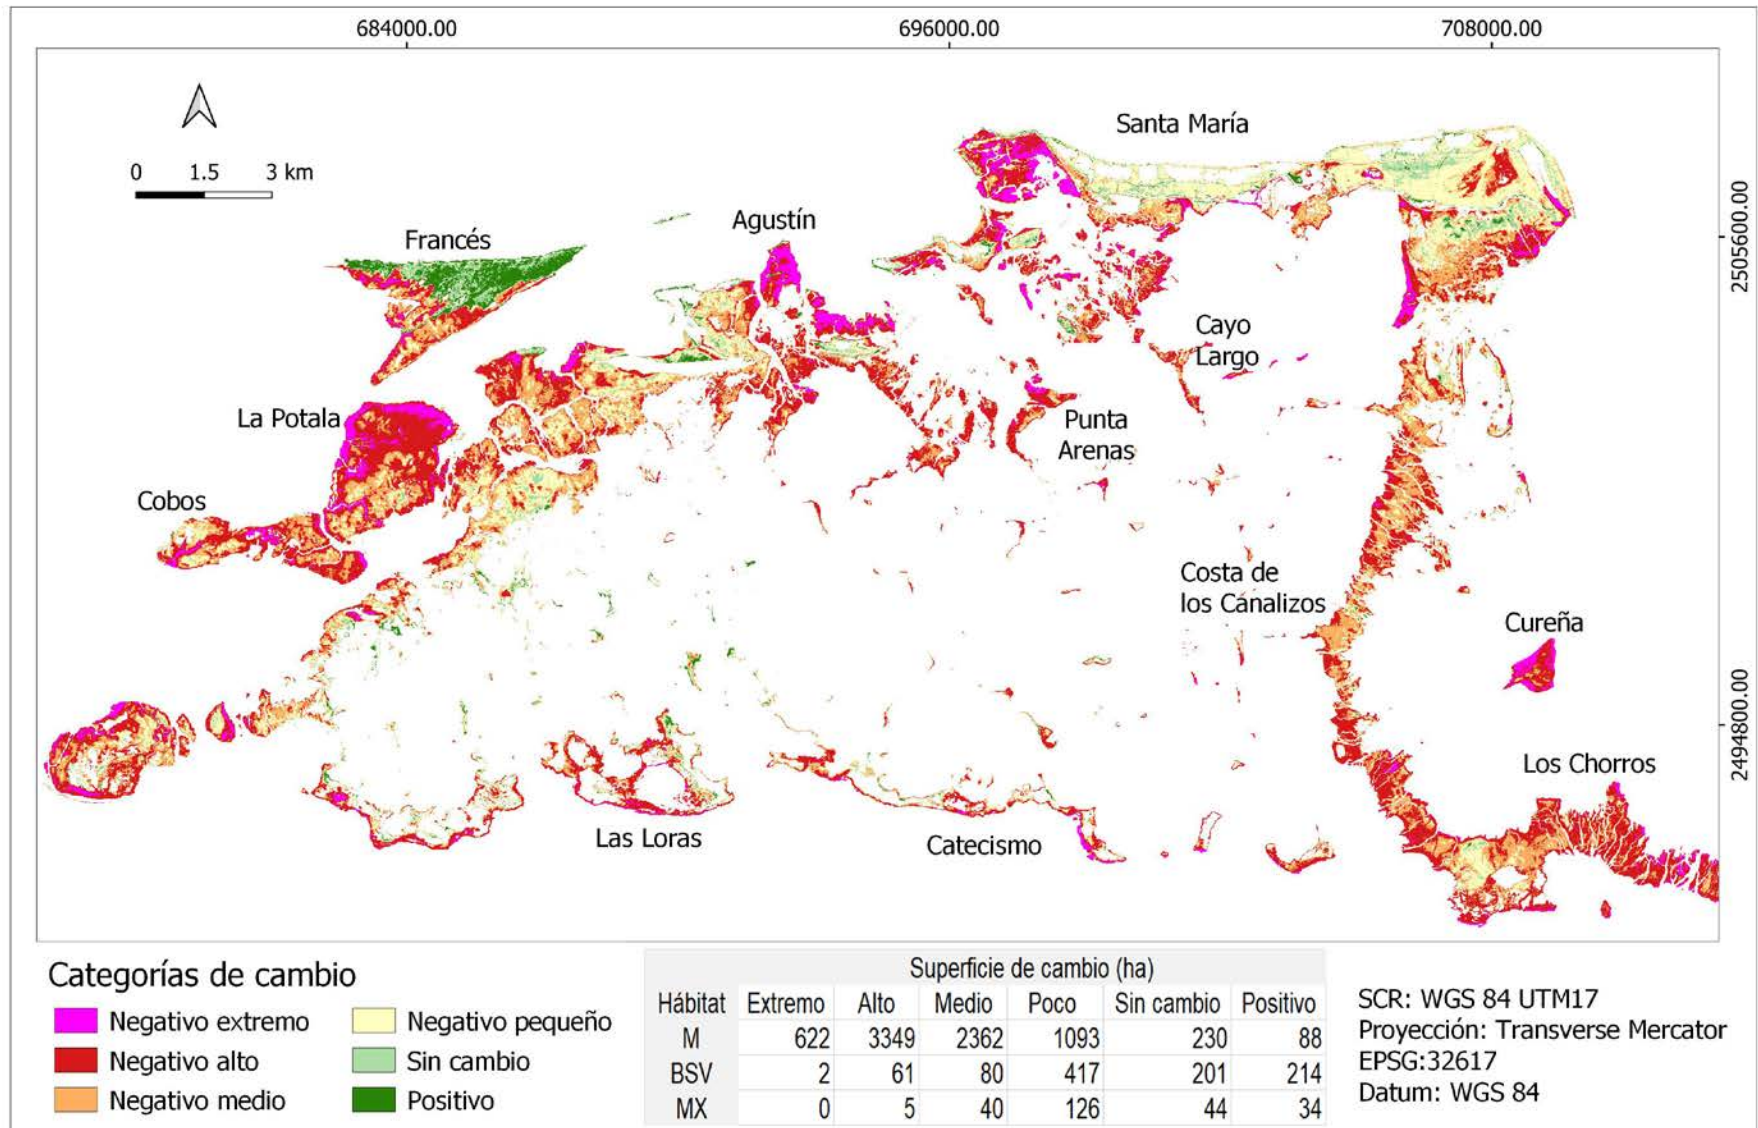 684000.00 696000.00 708000.00
Santa María
0 1.5 3 km
Agustín
Francés
2505600.00
Cayo
Largo
La Potala
Punta
Arenas
Cobos
Costa de
los Canalizos
Cureña
2494800.00
Los Chorros
Las Loras
Catecismo
Categorías de cambio
Negativo extremo
Negativo alto
Negativo medio
Negativo pequeño
Sin cambio
Positivo
Superficie de cambio (ha)
Hábitat Extremo Alto Medio Poco Sin cambio Positivo
M 622 3349 2362 1093 230 88
BSV 2 61 80 417 201 214
MX 0 5 40 126 44 34
SCR: WGS 84 UTM17
Proyección: Transverse Mercator
EPSG:32617
Datum: WGS 84